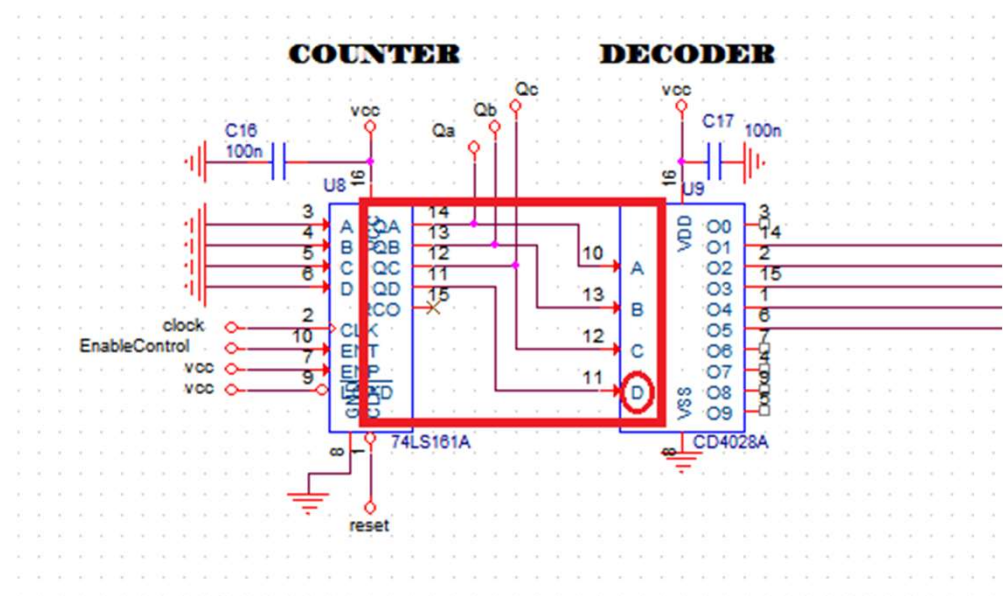 COUNTER
DECODER
Qc
vcc
Qb
vcc
C17
100n
C16
100n
Qa
16
U8
16
U9
3
A
4
B
5
C
6
D
2
CLK
10
ENT
7
ENP
9
clock
EnableControl
vcc
vcc
GND
8
1
reset
QA
14
QB
13
QC
12
QD
11
RCO
15
74LS161A
10
A
13
B
12
C
11
D
VDD
VSS
8
O0
3
O1
14
O2
2
O3
15
O4
1
O5
6
O6
7
O7
4
O8
9
O9
CD4028A